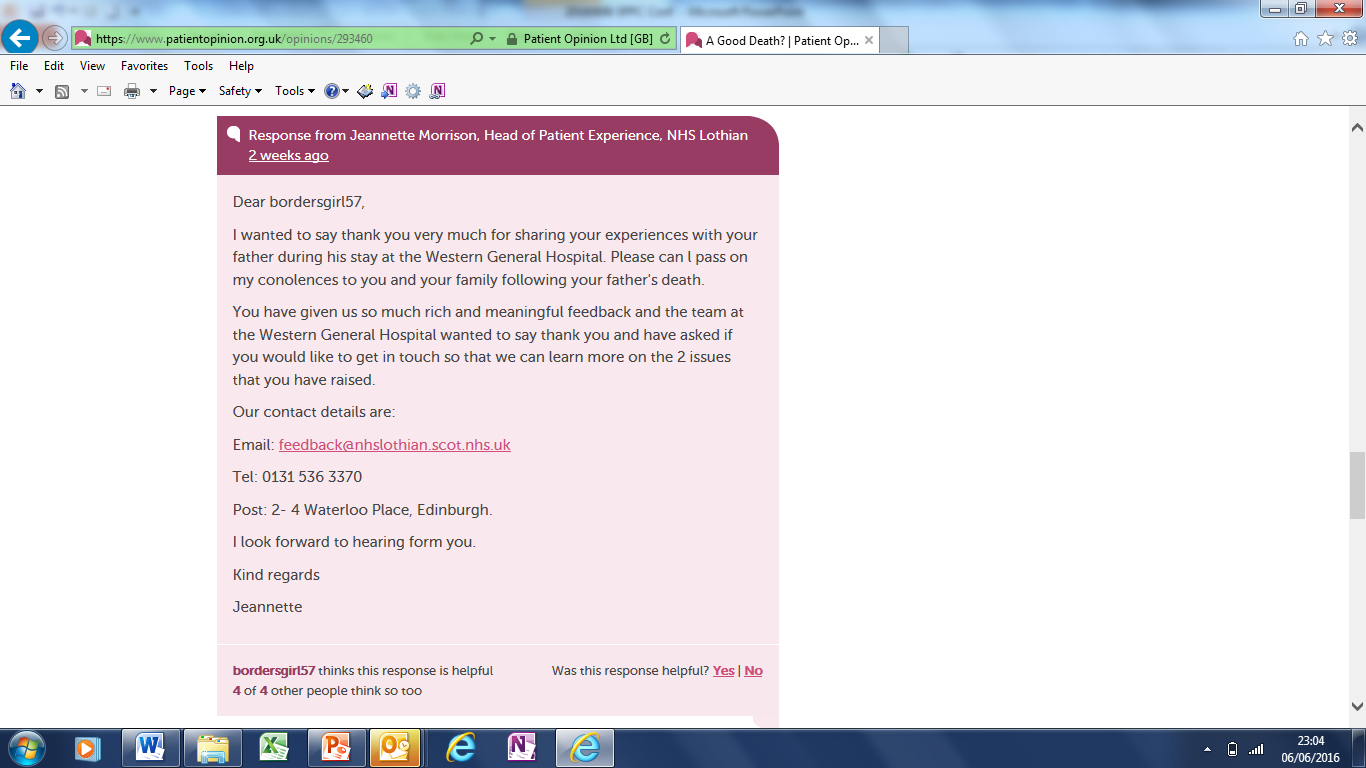 https://www.patientopinion.org.uk/opinions/293460
Patient Opinion Ltd [GB]
A Good Death? | Patient Op...
File Edit View Favorites Tools Help
Page Safety Tools
Response from Jeannette Morrison, Head of Patient Experience, NHS Lothian
2 weeks ago
Dear bordersgirl57,
I wanted to say thank you very much for sharing your experiences with your
father during his stay at the Western General Hospital. Please can l pass on
my conolences to you and your family following your father's death.
You have given us so much rich and meaningful feedback and the team at
the Western General Hospital wanted to say thank you and have asked if
you would like to get in touch so that we can learn more on the 2 issues
that you have raised.
Our contact details are:
Email: feedback@nhslothian.scot.nhs.uk
Tel: 0131 536 3370
Post: 2- 4 Waterloo Place, Edinburgh.
I look forward to hearing form you.
Kind regards
Jeannette
bordersgirl57 thinks this response is helpful
4 of 4 other people think so too
Was this response helpful? Yes | No
23:04
06/06/2016